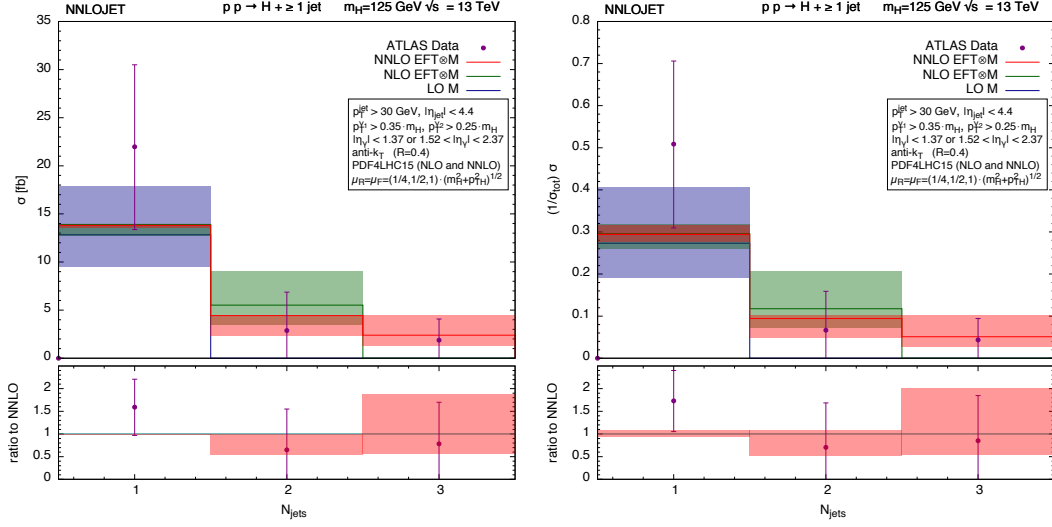 NNLOJET p p → H + ≥ 1 jet m_H=125 GeV √s = 13 TeV
ATLAS Data
NNLO EFT⊗M
NLO EFT⊗M
LO M
p_T^jet > 30 GeV, |η_jet| < 4.4
p_T^γ1 > 0.35·m_H, p_T^γ2 > 0.25·m_H
|η_γ| < 1.37 or 1.52 < |η_γ| < 2.37
anti-k_T (R=0.4)
PDF4LHC15 (NLO and NNLO)
μ_R=μ_F=(1/4,1/2,1)·(m_H^2+p_TH^2)^1/2
σ [fb]
35
30
25
20
15
10
5
0
ratio to NNLO
2
1.5
1
0.5
0
1 2 3
N_jets
NNLOJET p p → H + ≥ 1 jet m_H=125 GeV √s = 13 TeV
ATLAS Data
NNLO EFT⊗M
NLO EFT⊗M
LO M
p_T^jet > 30 GeV, |η_jet| < 4.4
p_T^γ1 > 0.35·m_H, p_T^γ2 > 0.25·m_H
|η_γ| < 1.37 or 1.52 < |η_γ| < 2.37
anti-k_T (R=0.4)
PDF4LHC15 (NLO and NNLO)
μ_R=μ_F=(1/4,1/2,1)·(m_H^2+p_TH^2)^1/2
(1/σ_tot) σ
0.8
0.7
0.6
0.5
0.4
0.3
0.2
0.1
0
ratio to NNLO
2
1.5
1
0.5
0
1 2 3
N_jets